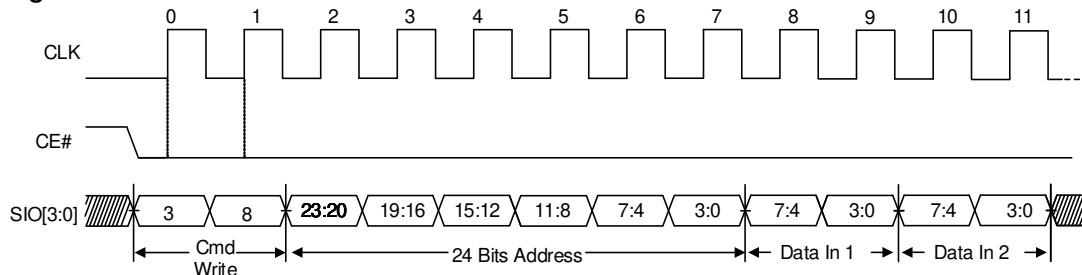 0 1 2 3 4 5 6 7 8 9 10 11
CLK
CE#
SIO[3:0] 3 8 23:20 19:16 15:12 11:8 7:4 3:0 7:4 3:0 7:4 3:0
Cmd 24 Bits Address Data In 1 Data In 2
Write